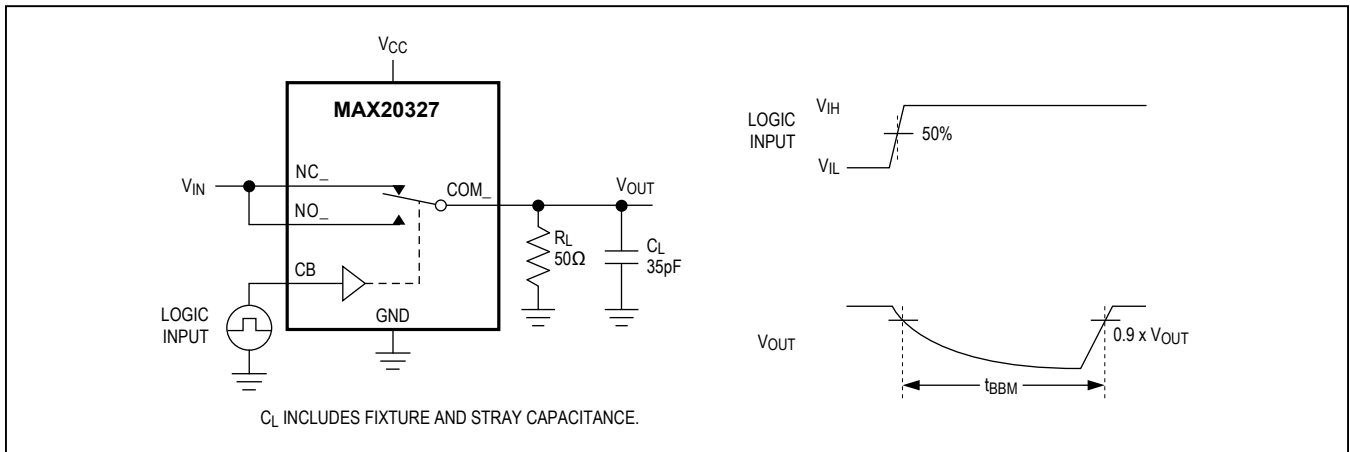 VCC
MAX20327
VIN
NC_
NO_
COM_
VOUT
RL
50Ω
CL
35pF
CB
LOGIC
INPUT
GND
CL INCLUDES FIXTURE AND STRAY CAPACITANCE.
LOGIC
INPUT
VIH
50%
VIL
VOUT
0.9 x VOUT
tBBM